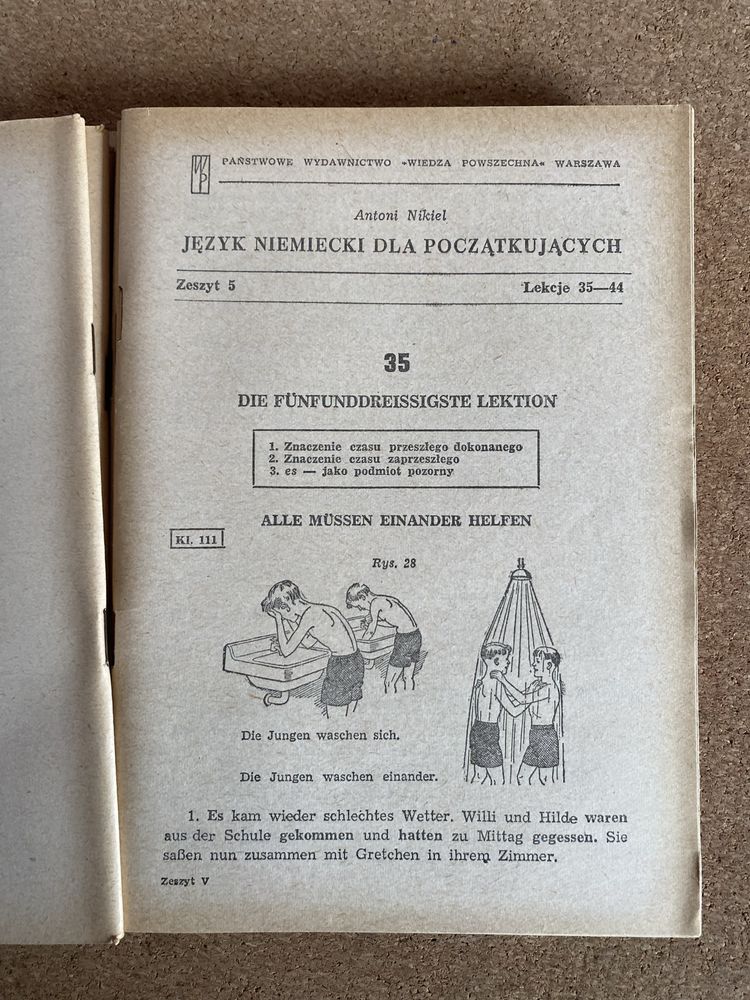 WP
PAŃSTWOWE WYDAWNICTWO »WIEDZA POWSZECHNA« WARSZAWA
Antoni Nikiel
JĘZYK NIEMIECKI DLA POCZĄTKUJĄCYCH
Zeszyt 5 Lekcje 35—44
35
DIE FÜNFUNDDREISSIGSTE LEKTION
1. Znaczenie czasu przeszłego dokonanego
2. Znaczenie czasu zaprzeszłego
3. es — jako podmiot pozorny
ALLE MÜSSEN EINANDER HELFEN
Kl. 111
Rys. 28
Die Jungen waschen sich.
Die Jungen waschen einander.
1. Es kam wieder schlechtes Wetter. Willi und Hilde waren
aus der Schule gekommen und hatten zu Mittag gegessen. Sie
saßen nun zusammen mit Gretchen in ihrem Zimmer.
Zeszyt V